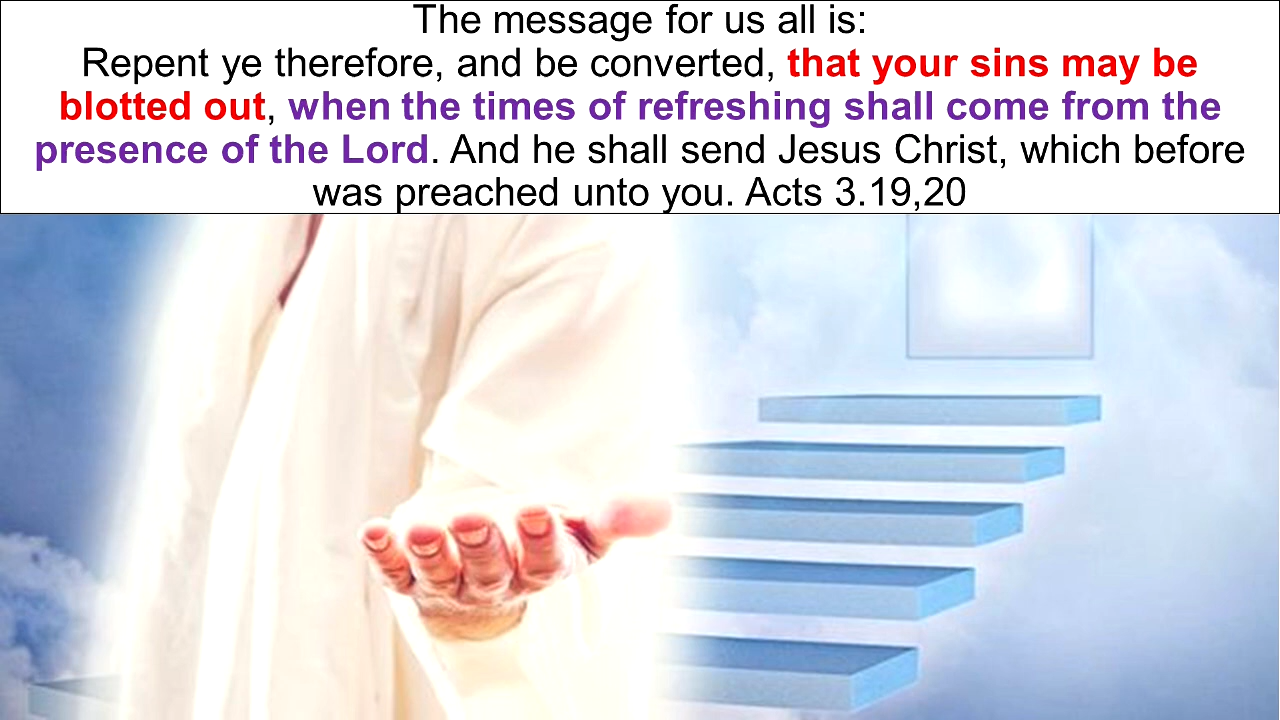 The message for us all is:
Repent ye therefore, and be converted, that your sins may be
blotted out, when the times of refreshing shall come from the
presence of the Lord. And he shall send Jesus Christ, which before
was preached unto you. Acts 3.19,20